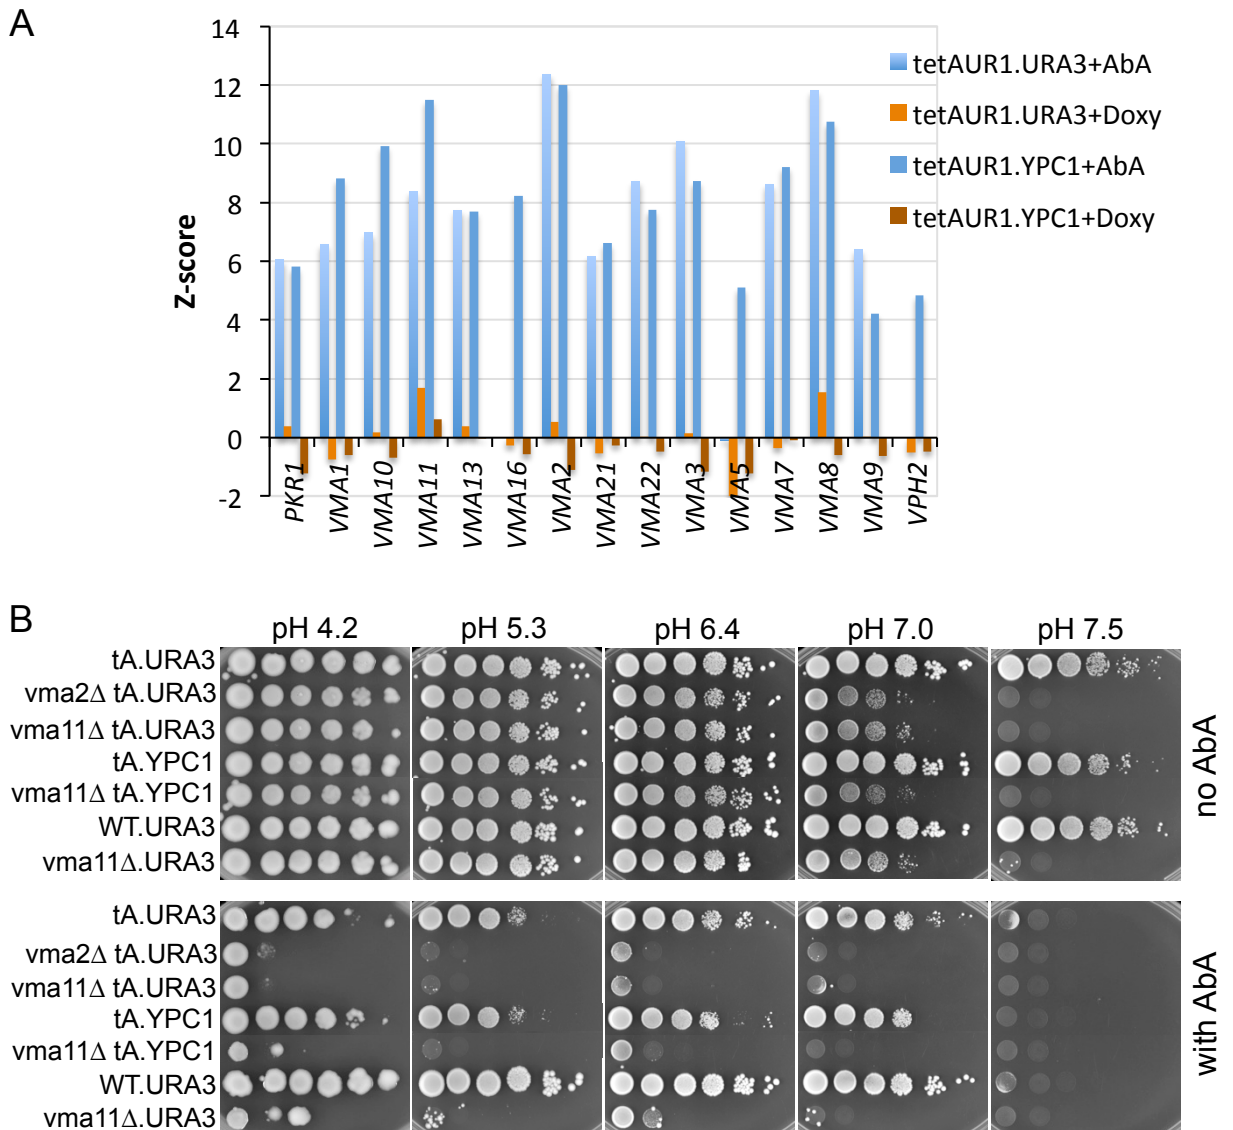 A
14
12
10
8
6
4
2
0
-2
Z-score
tetAUR1.URA3+AbA
tetAUR1.URA3+Doxy
tetAUR1.YPC1+AbA
tetAUR1.YPC1+Doxy
PKR1
VMA1
VMA10
VMA11
VMA13
VMA16
VMA2
VMA21
VMA22
VMA3
VMA5
VMA7
VMA8
VMA9
VPH2
B
pH 4.2 pH 5.3 pH 6.4 pH 7.0 pH 7.5
tA.URA3
vma2Δ tA.URA3
vma11Δ tA.URA3
tA.YPC1
vma11Δ tA.YPC1
WT.URA3
vma11Δ.URA3
no AbA
tA.URA3
vma2Δ tA.URA3
vma11Δ tA.URA3
tA.YPC1
vma11Δ tA.YPC1
WT.URA3
vma11Δ.URA3
with AbA